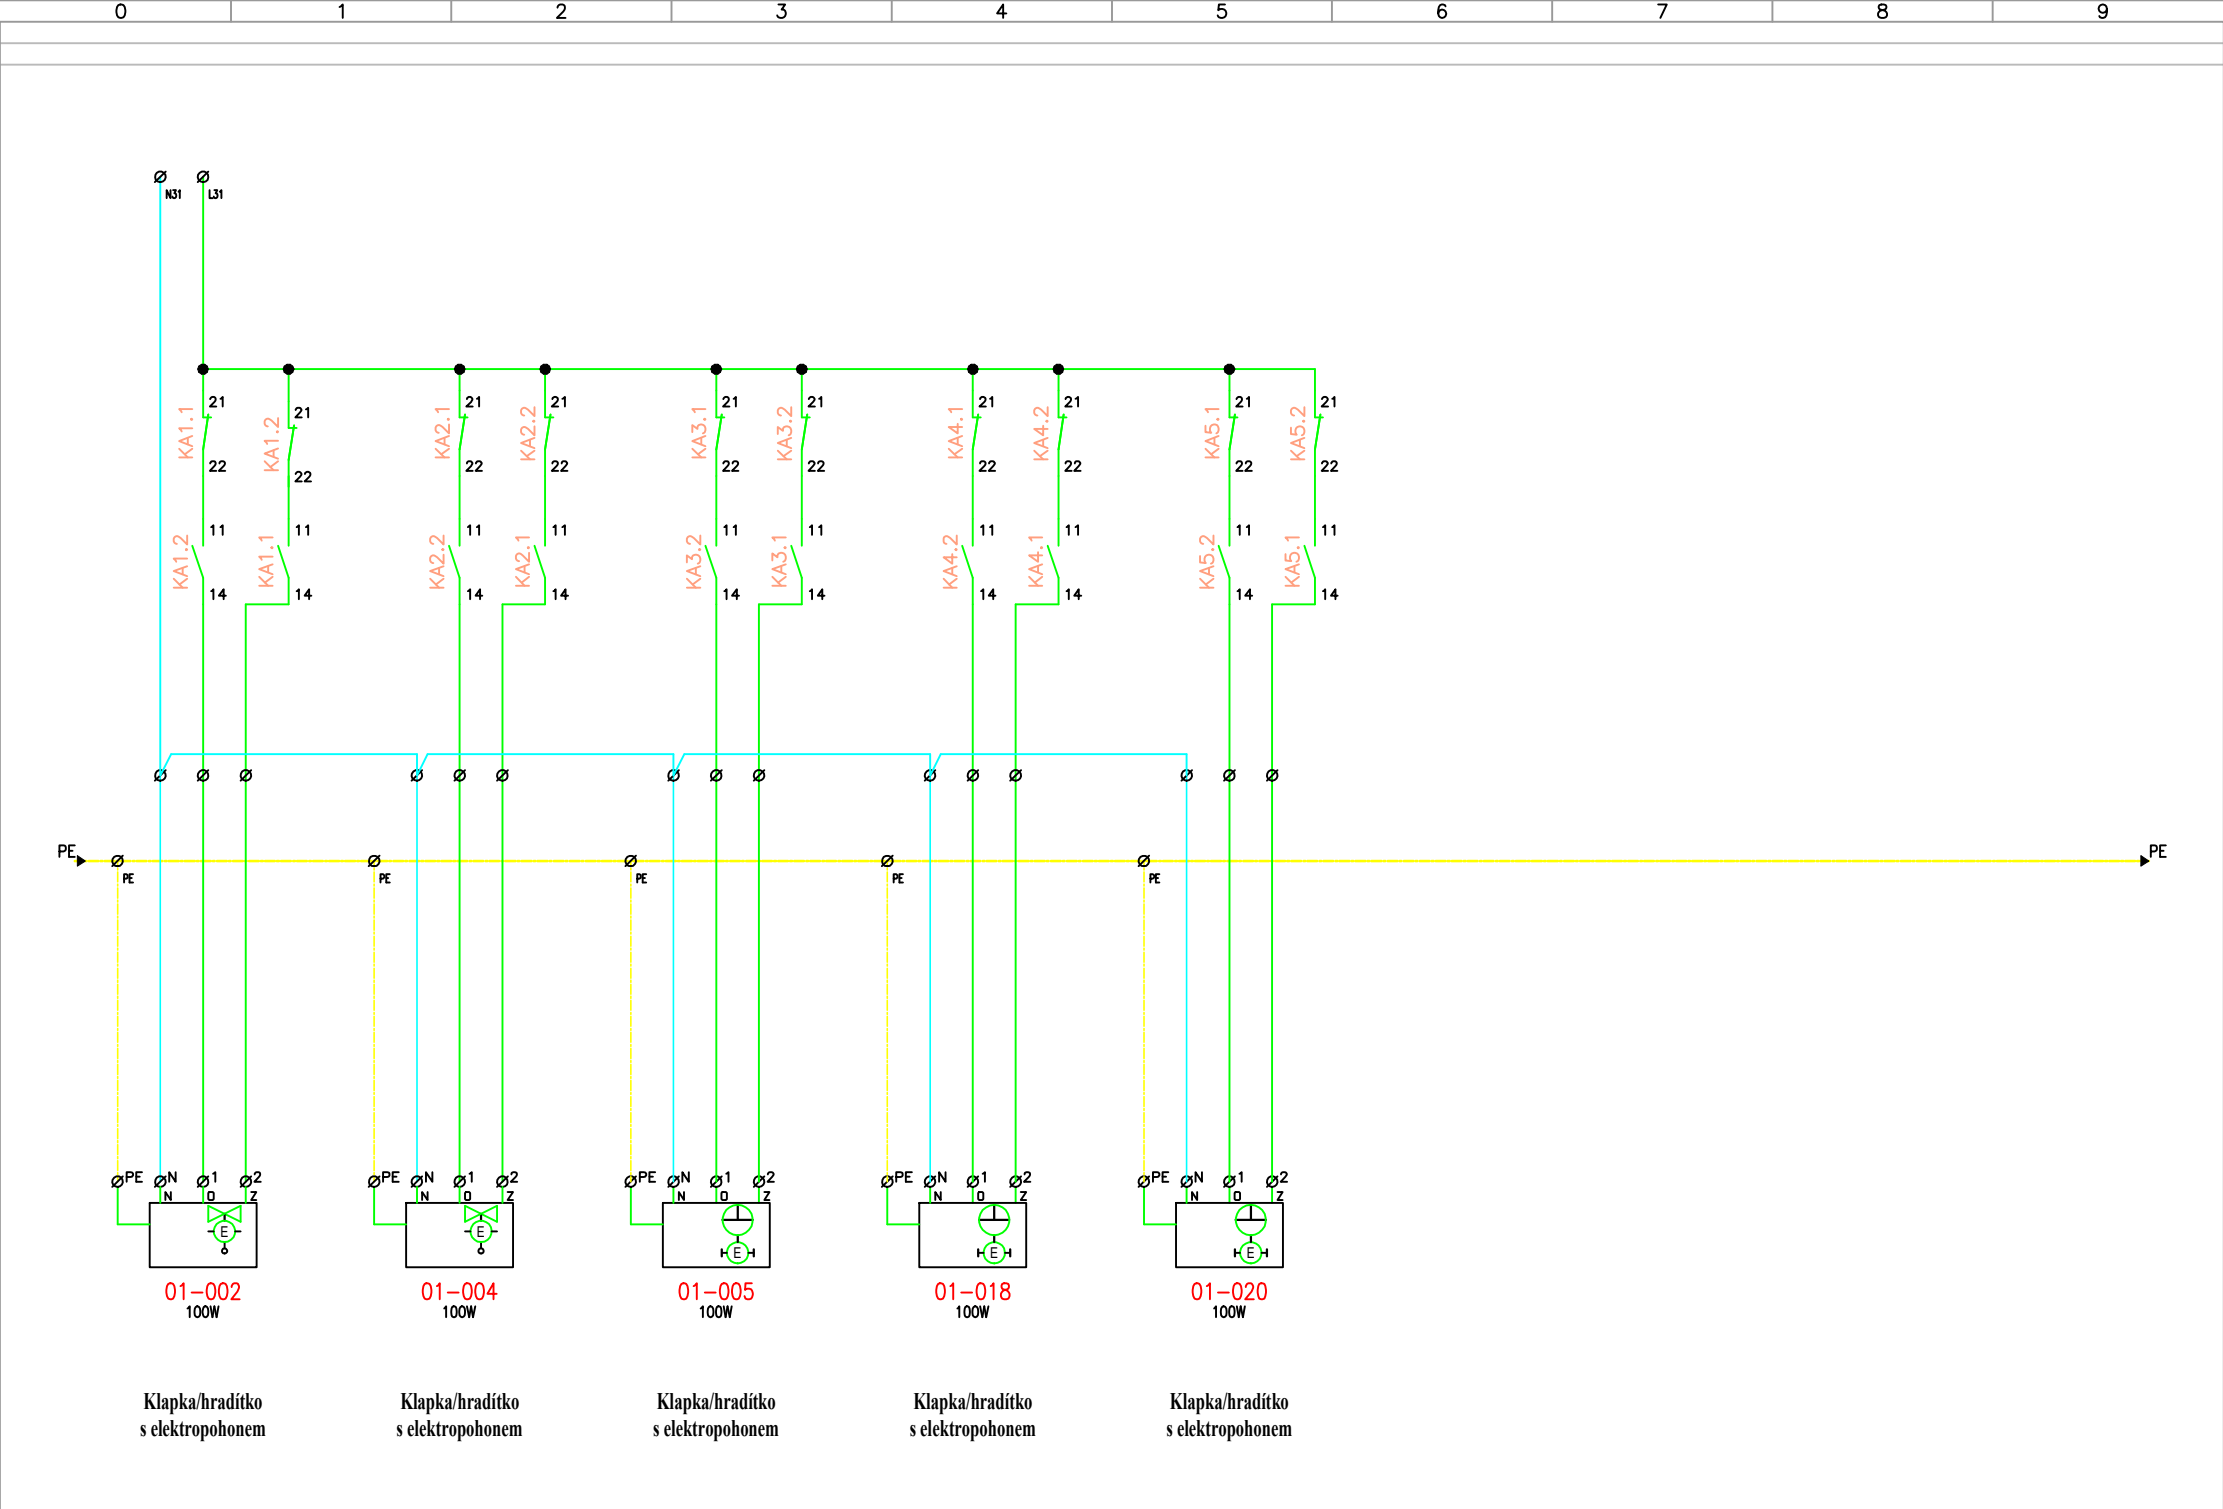 0 1 2 3 4 5 6 7 8 9
N31 L31
21 21 21 21 21 21 21 21 21 21
KA1.1 KA1.2 KA2.1 KA2.2 KA3.1 KA3.2 KA4.1 KA4.2 KA5.1 KA5.2
22 22 22 22 22 22 22 22 22 22
11 11 11 11 11 11 11 11 11 11
KA1.2 KA1.1 KA2.2 KA2.1 KA3.2 KA3.1 KA4.2 KA4.1 KA5.2 KA5.1
14 14 14 14 14 14 14 14 14 14
PE PE
PE PE PE PE PE
PE N 1 2 PE N 1 2 PE N 1 2 PE N 1 2 PE N 1 2
N O Z N O Z N O Z N O Z N O Z
E E E E E
01-002 01-004 01-005 01-018 01-020
100W 100W 100W 100W 100W
Klapka/hradítko Klapka/hradítko Klapka/hradítko Klapka/hradítko Klapka/hradítko
s elektropohonem s elektropohonem s elektropohonem s elektropohonem s elektropohonem